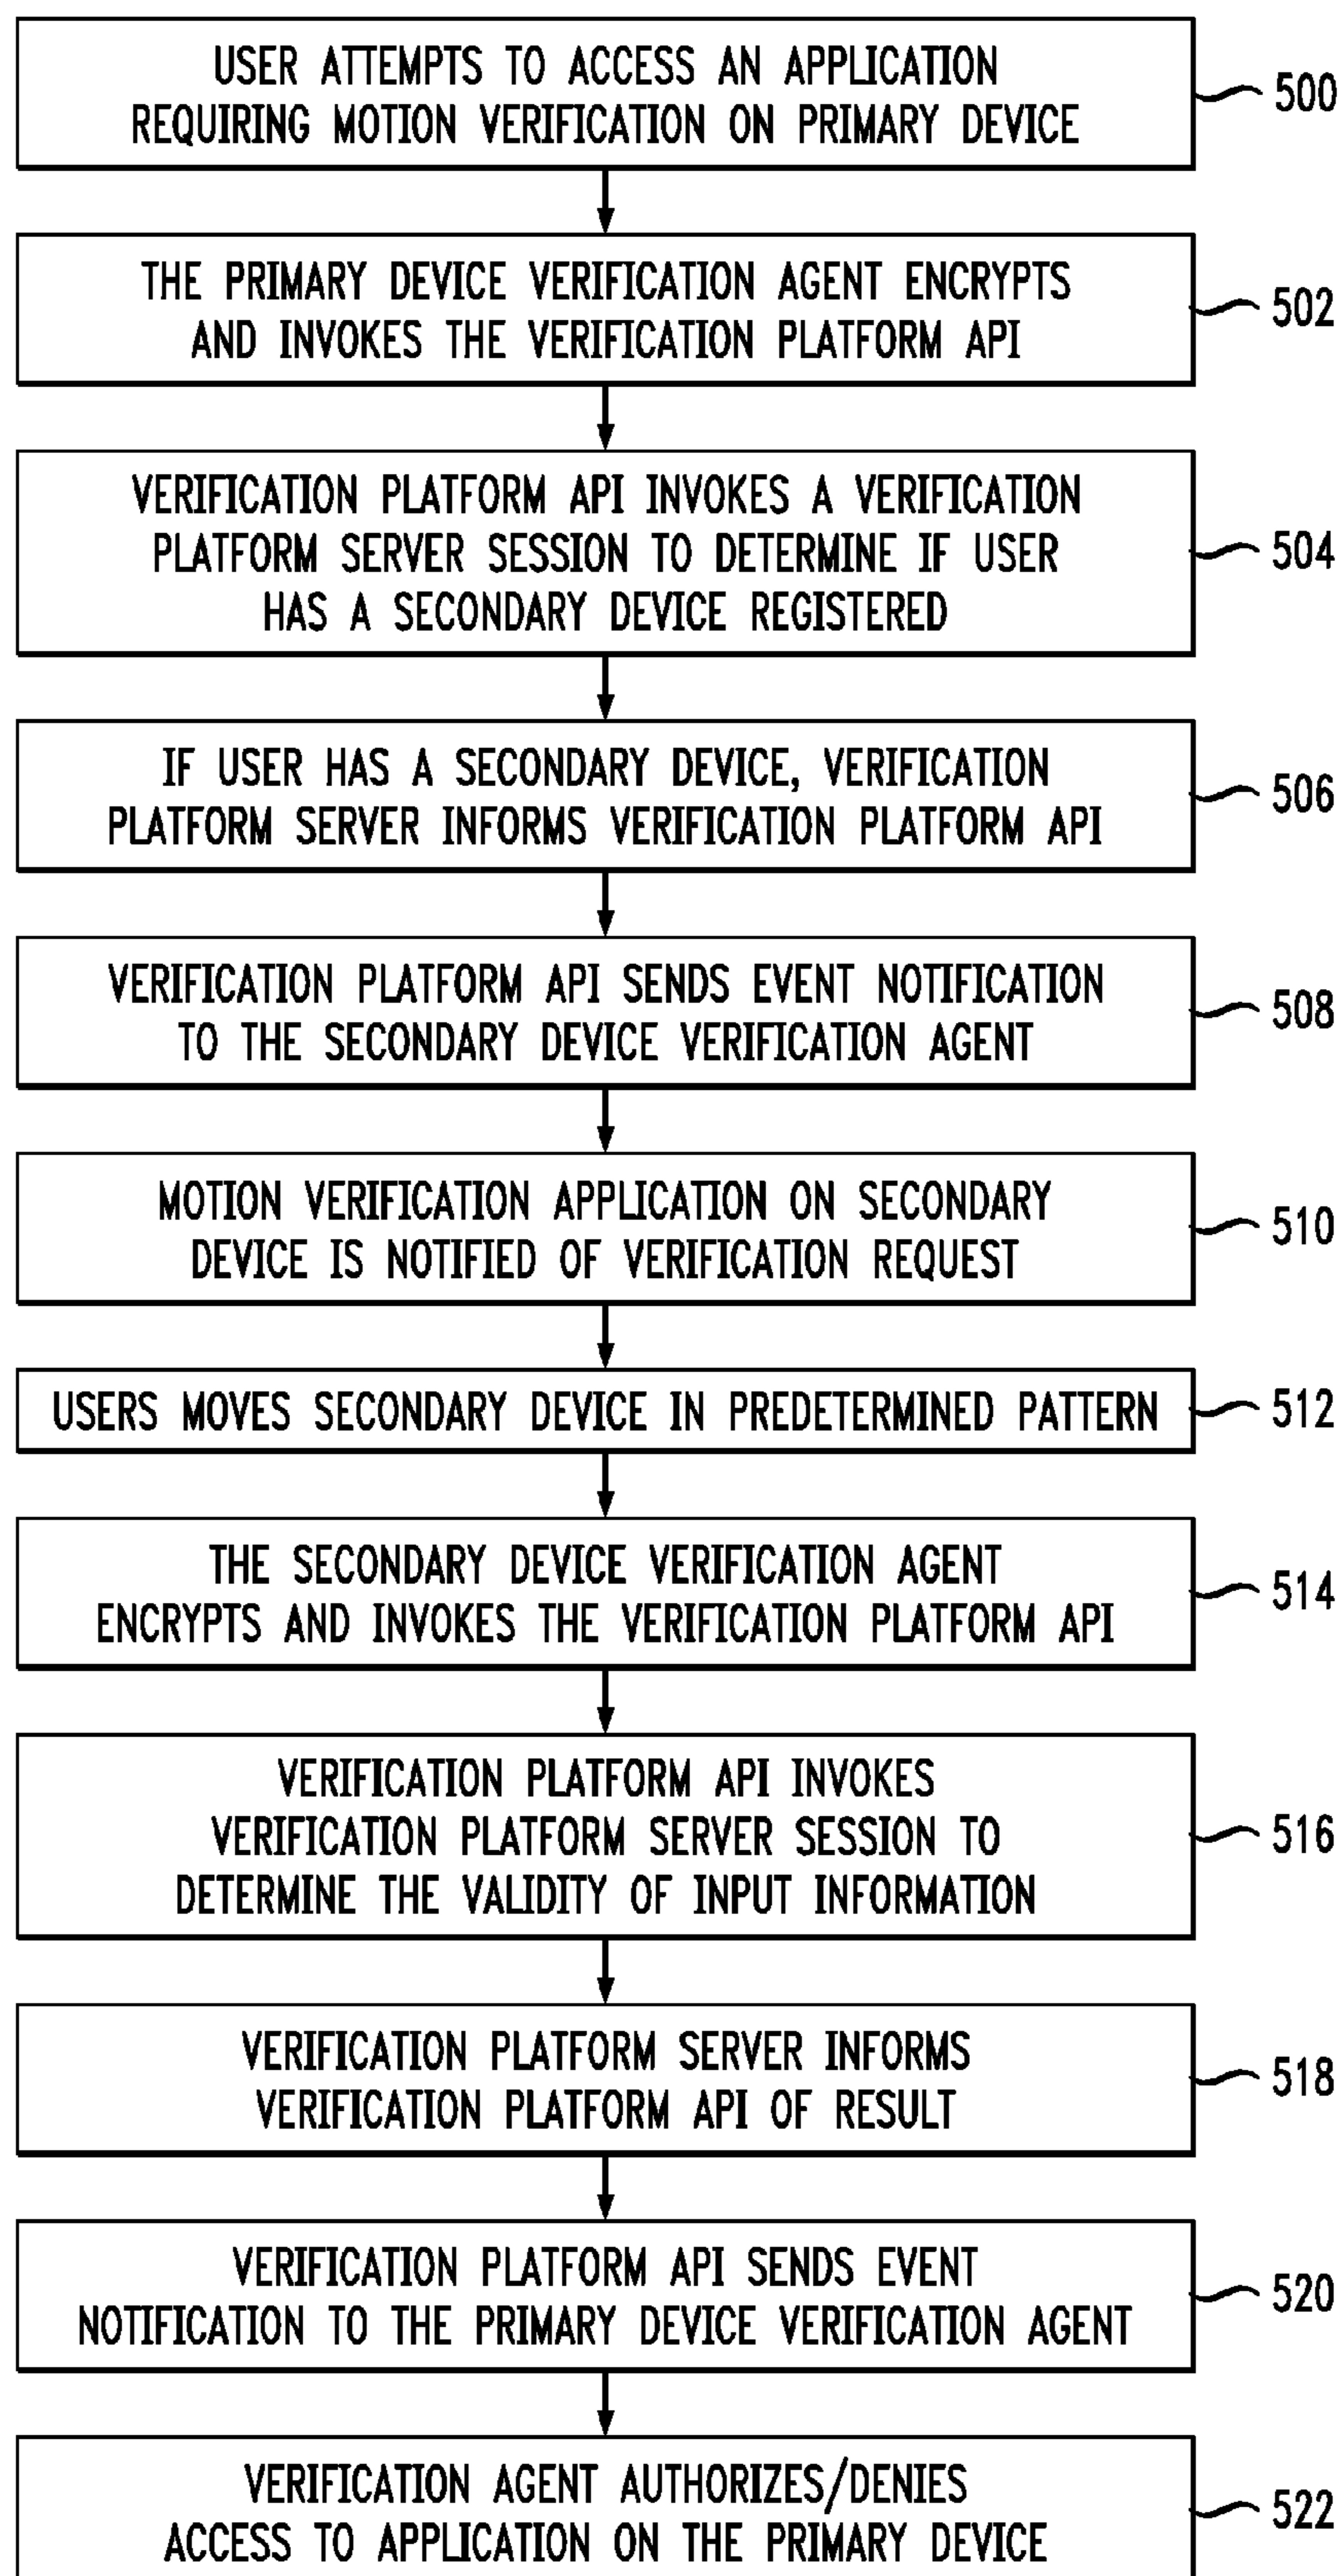 USER ATTEMPTS TO ACCESS AN APPLICATION
REQUIRING MOTION VERIFICATION ON PRIMARY DEVICE
500
THE PRIMARY DEVICE VERIFICATION AGENT ENCRYPTS
AND INVOKES THE VERIFICATION PLATFORM API
502
VERIFICATION PLATFORM API INVOKES A VERIFICATION
PLATFORM SERVER SESSION TO DETERMINE IF USER
HAS A SECONDARY DEVICE REGISTERED
504
IF USER HAS A SECONDARY DEVICE, VERIFICATION
PLATFORM SERVER INFORMS VERIFICATION PLATFORM API
506
VERIFICATION PLATFORM API SENDS EVENT NOTIFICATION
TO THE SECONDARY DEVICE VERIFICATION AGENT
508
MOTION VERIFICATION APPLICATION ON SECONDARY
DEVICE IS NOTIFIED OF VERIFICATION REQUEST
510
USERS MOVES SECONDARY DEVICE IN PREDETERMINED PATTERN
512
THE SECONDARY DEVICE VERIFICATION AGENT
ENCRYPTS AND INVOKES THE VERIFICATION PLATFORM API
514
VERIFICATION PLATFORM API INVOKES
VERIFICATION PLATFORM SERVER SESSION TO
DETERMINE THE VALIDITY OF INPUT INFORMATION
516
VERIFICATION PLATFORM SERVER INFORMS
VERIFICATION PLATFORM API OF RESULT
518
VERIFICATION PLATFORM API SENDS EVENT
NOTIFICATION TO THE PRIMARY DEVICE VERIFICATION AGENT
520
VERIFICATION AGENT AUTHORIZES/DENIES
ACCESS TO APPLICATION ON THE PRIMARY DEVICE
522